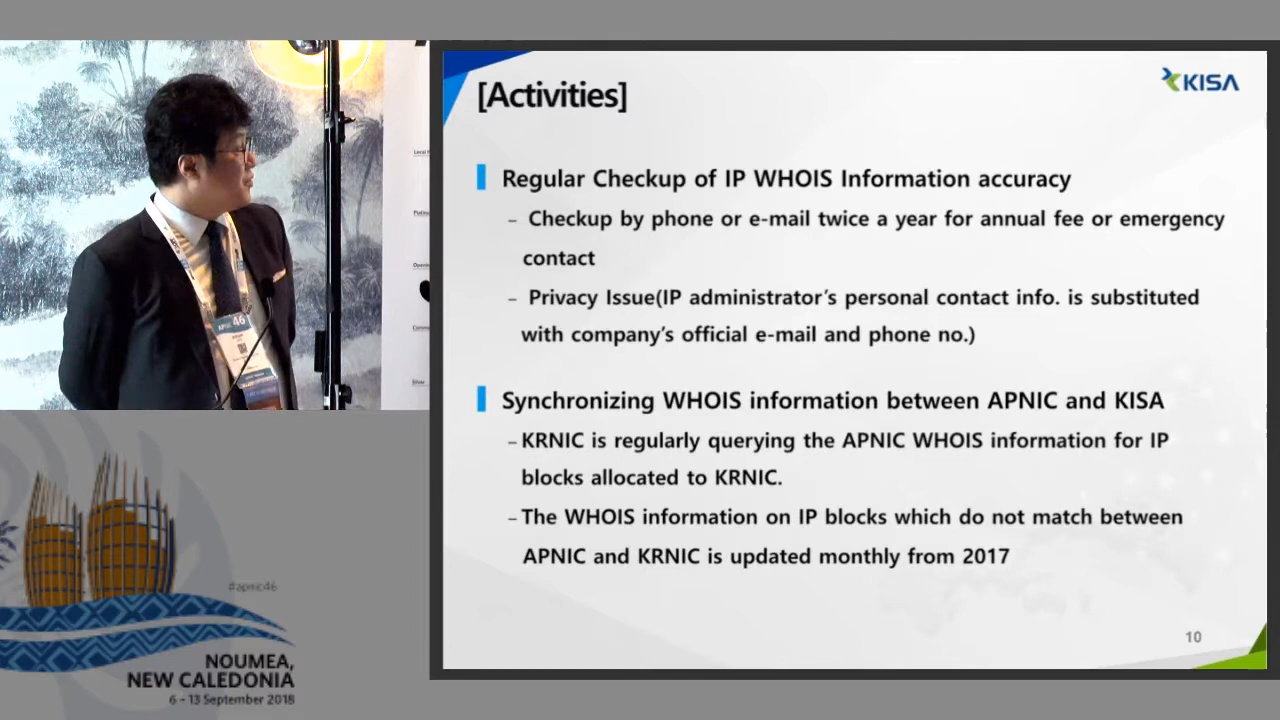 [Activities]
KISA
Regular Checkup of IP WHOIS Information accuracy
– Checkup by phone or e-mail twice a year for annual fee or emergency
contact
– Privacy Issue(IP administrator's personal contact info. is substituted
with company's official e-mail and phone no.)
Synchronizing WHOIS information between APNIC and KISA
– KRNIC is regularly querying the APNIC WHOIS information for IP
blocks allocated to KRNIC.
– The WHOIS information on IP blocks which do not match between
APNIC and KRNIC is updated monthly from 2017
10
46
#apnic46
NOUMEA,
NEW CALEDONIA
6 – 13 September 2018